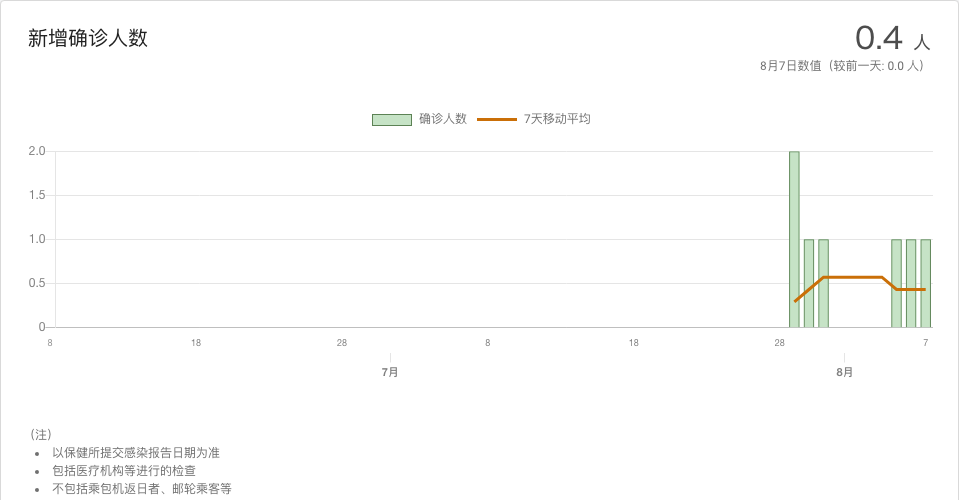 新增确诊人数
0.4 人
8月7日数值（较前一天: 0.0 人）
确诊人数 7天移动平均
2.0
1.5
1.0
0.5
0
8 18 28 8 18 28 7
7月 8月
（注）
以保健所提交感染报告日期为准
包括医疗机构等进行的检查
不包括乘包机返日者、邮轮乘客等